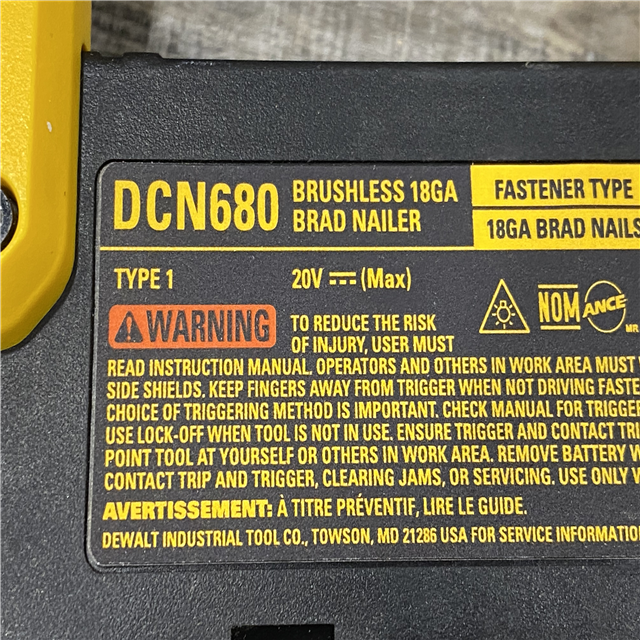 DCN680 BRUSHLESS 18GA BRAD NAILER
FASTENER TYPE
18GA BRAD NAILS
TYPE 1 20V (Max)
NOM ANCE MR
WARNING TO REDUCE THE RISK
OF INJURY, USER MUST
READ INSTRUCTION MANUAL. OPERATORS AND OTHERS IN WORK AREA MUST
SIDE SHIELDS. KEEP FINGERS AWAY FROM TRIGGER WHEN NOT DRIVING
CHOICE OF TRIGGERING METHOD IS IMPORTANT. CHECK MANUAL FOR
USE LOCK-OFF WHEN TOOL IS NOT IN USE. ENSURE TRIGGER AND CONTACT
POINT TOOL AT YOURSELF OR OTHERS IN WORK AREA. REMOVE BATTERY
CONTACT TRIP AND TRIGGER, CLEARING JAMS, OR SERVICING. USE ONLY
AVERTISSEMENT: À TITRE PRÉVENTIF, LIRE LE GUIDE.
DEWALT INDUSTRIAL TOOL CO., TOWSON, MD 21286 USA FOR SERVICE INFORMATION